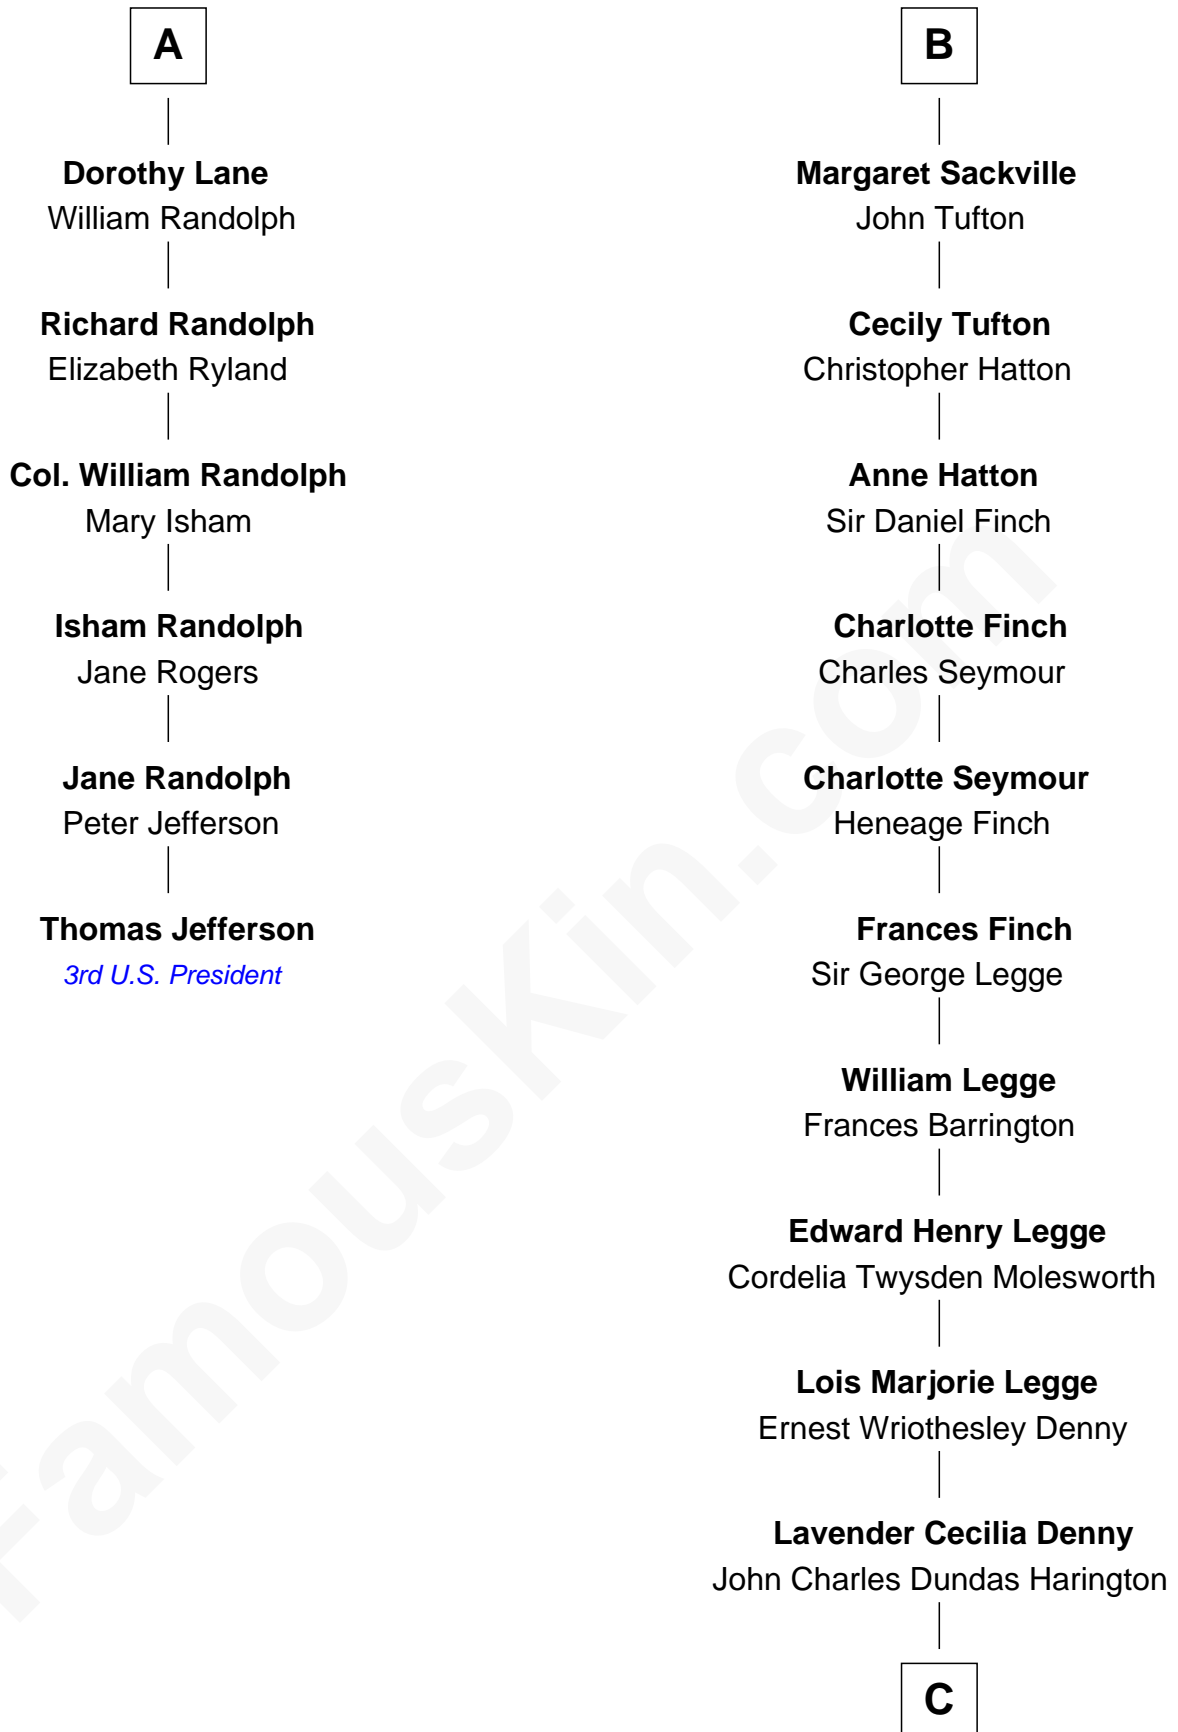 A
Dorothy Lane
William Randolph
Richard Randolph
Elizabeth Ryland
Col. William Randolph
Mary Isham
Isham Randolph
Jane Rogers
Jane Randolph
Peter Jefferson
Thomas Jefferson
3rd U.S. President
B
Margaret Sackville
John Tufton
Cecily Tufton
Christopher Hatton
Anne Hatton
Sir Daniel Finch
Charlotte Finch
Charles Seymour
Charlotte Seymour
Heneage Finch
Frances Finch
Sir George Legge
William Legge
Frances Barrington
Edward Henry Legge
Cordelia Twysden Molesworth
Lois Marjorie Legge
Ernest Wriothesley Denny
Lavender Cecilia Denny
John Charles Dundas Harington
C
FamousKin.com